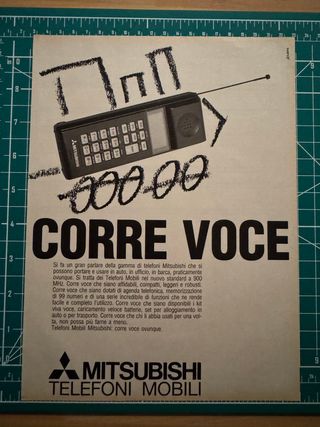 MITSUBISHI
CORRE VOCE
Si fa un gran parlare della gamma di telefoni Mitsubishi che si
possono portare e usare in auto, in ufficio, in barca, praticamente
ovunque. Si tratta dei Telefoni Mobili nel nuovo standard a 900
MHz. Corre voce che siano affidabili, compatti, leggeri e robusti.
Corre voce che siano dotati di agenda telefonica, memorizzazione
di 99 numeri e di una serie incredibile di funzioni che se rende
facile e completo l'utilizzo. Corre voce che siano disponibili i kit
viva voce, caricamento veloce batterie, set per alloggiamento in
auto o per trasporto. Corre voce che chi li abbia usati per una vol-
ta, non possa più farne a meno.
Telefoni Mobili Mitsubishi: corre voce ovunque.
MITSUBISHI
TELEFONI MOBILI